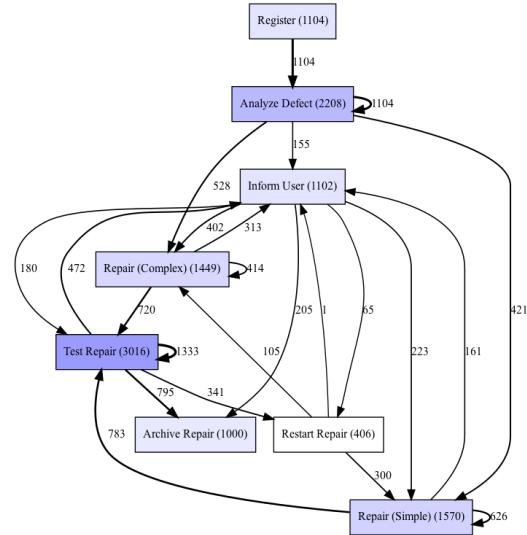 Register (1104)
1104
Analyze Defect (2208)
1104
155
Inform User (1102)
528
402
313
180
472
Repair (Complex) (1449)
414
720
205
1
65
421
Test Repair (3016)
1333
105
223
161
795
341
783
Archive Repair (1000)
Restart Repair (406)
300
Repair (Simple) (1570)
626